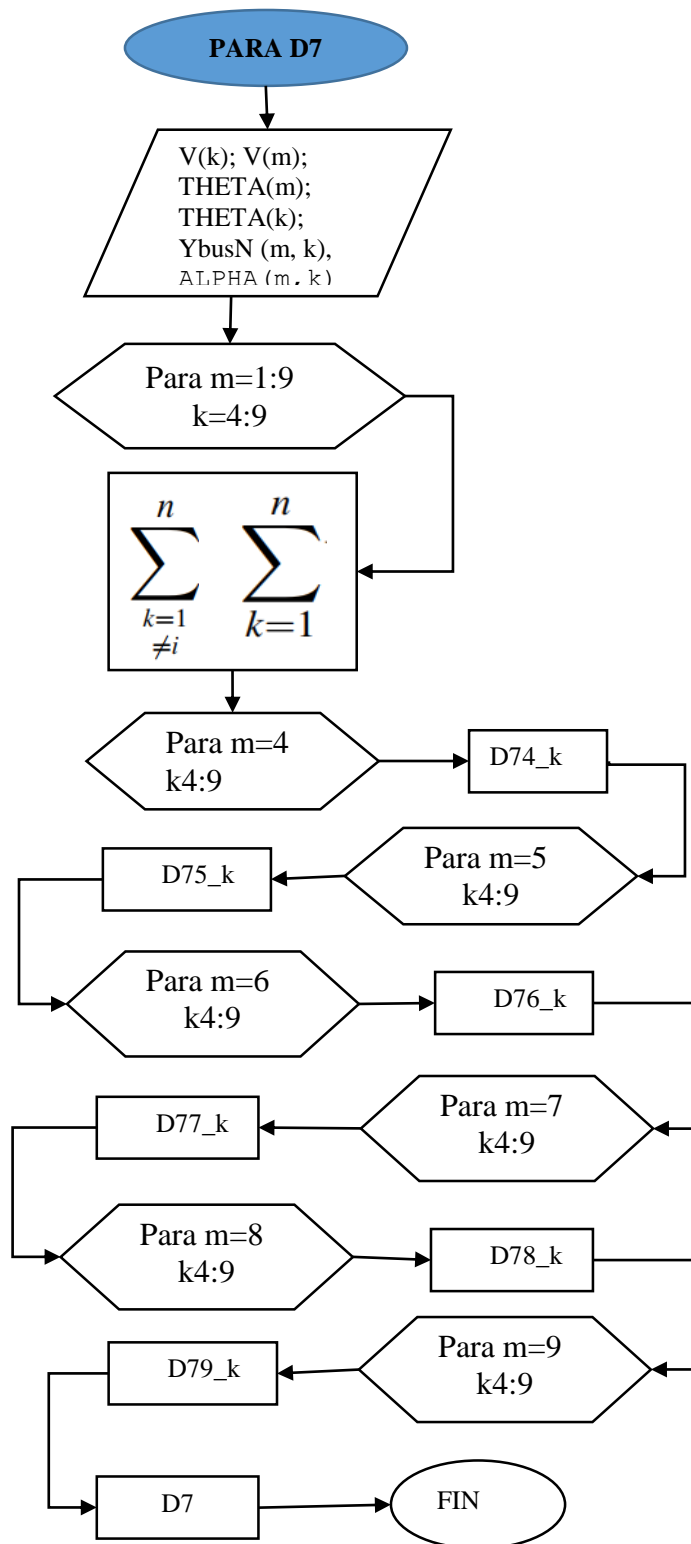 PARA D7
V(k); V(m);
THETA(m);
THETA(k);
YbusN (m, k),
ALPHA(m,k)
Para m=1:9
k=4:9
n n
∑ ∑
k=1 k=1
≠i
Para m=4
k4:9
D74_k
Para m=5
k4:9
D75_k
Para m=6
k4:9
D76_k
Para m=7
k4:9
D77_k
Para m=8
k4:9
D78_k
Para m=9
k4:9
D79_k
D7
FIN